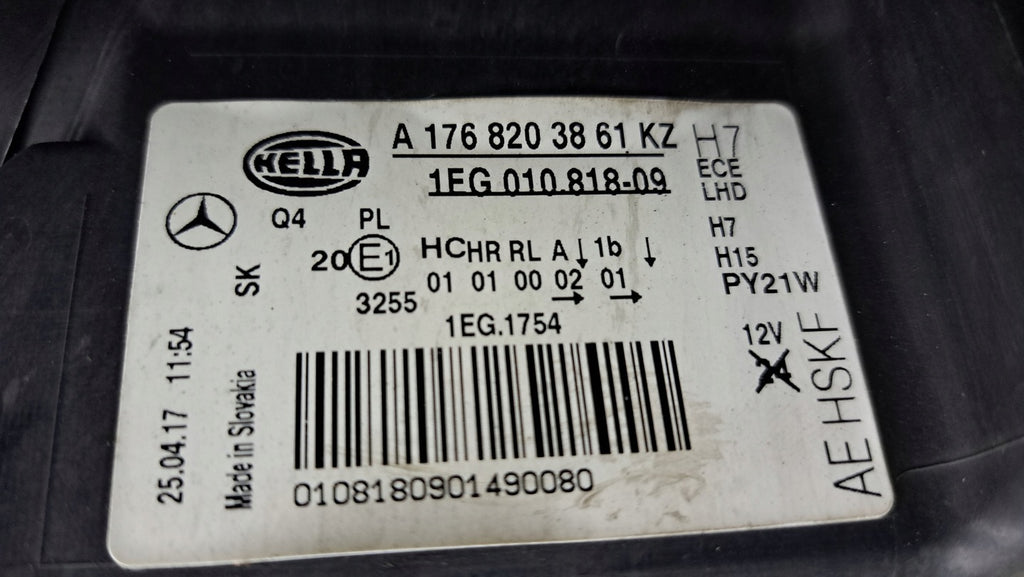 HELLA
A 176 820 38 61 KZ
1EG 010.818-09
H7
ECE
LHD
Q4 PL
20 E1
3255
HCHR RL A↓ 1b ↓
01 01 00 02 01
1EG.1754
H7
H15
PY21W
12V
24
SK
25.04.17 11:54
Made in Slovakia
AE HSKF
0108180901490080